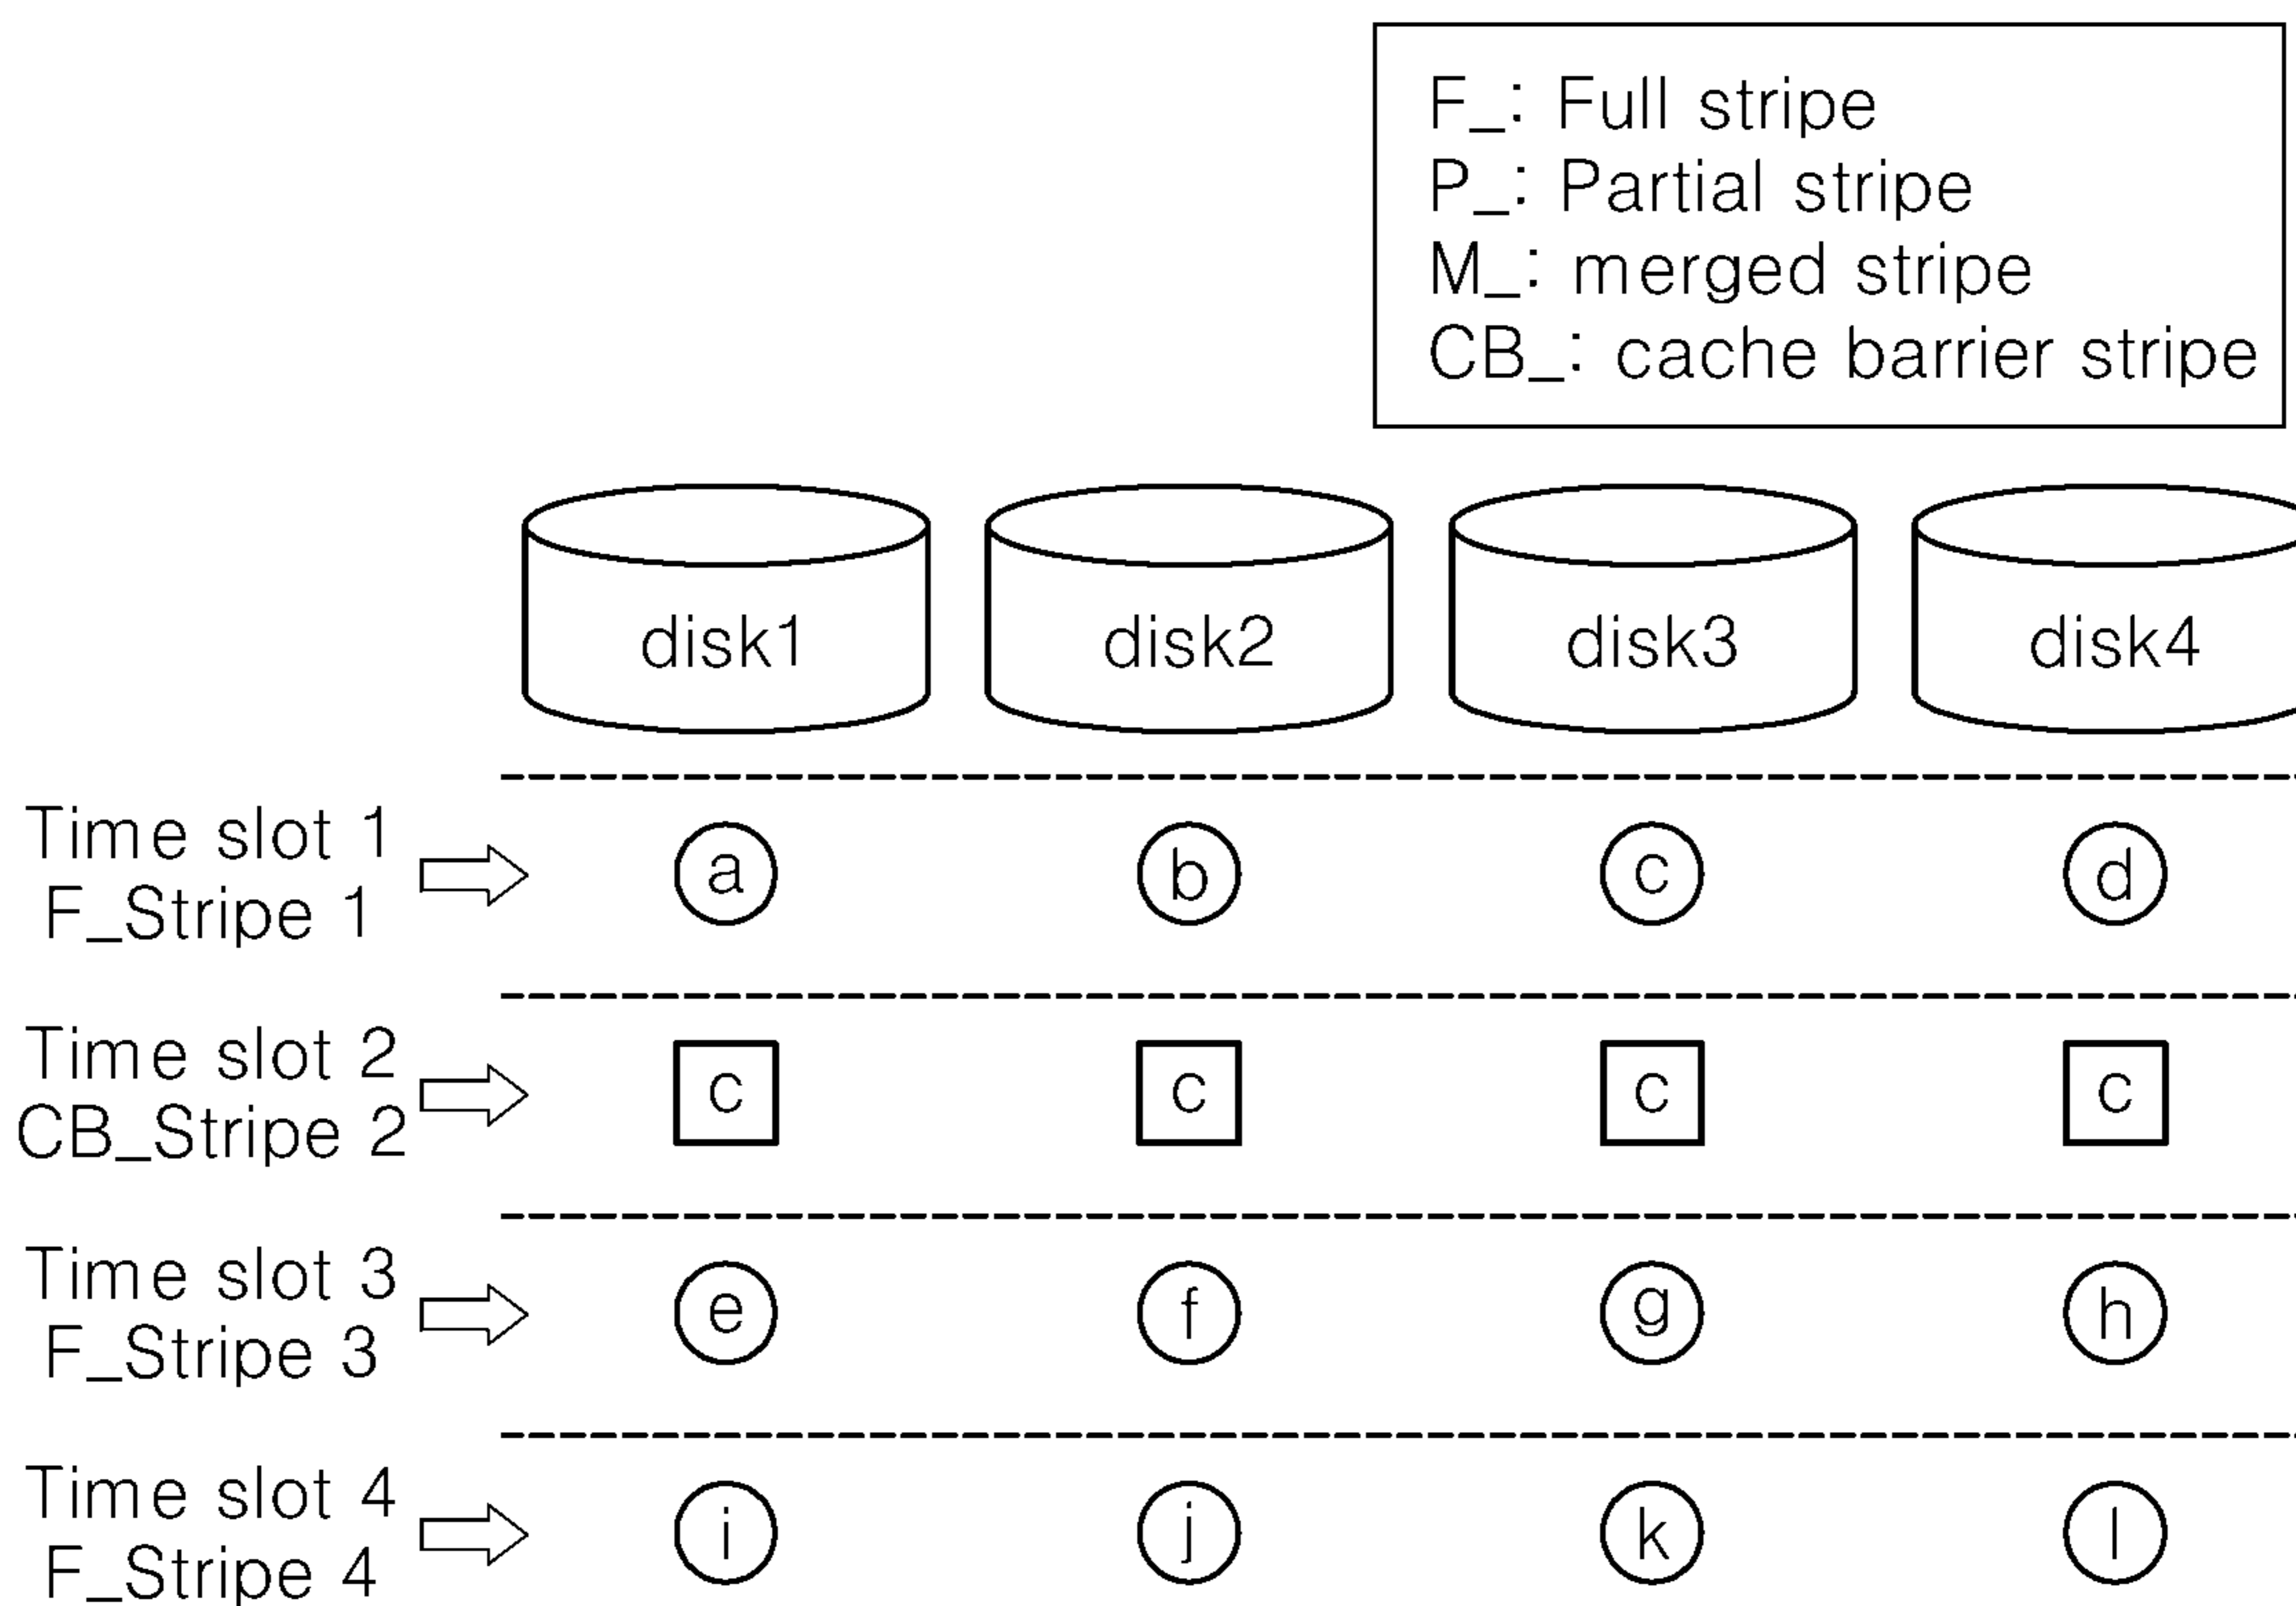 F_: Full stripe
P_: Partial stripe
M_: merged stripe
CB_: cache barrier stripe
disk1 disk2 disk3 disk4
Time slot 1
F_Stripe 1
a b c d
Time slot 2
CB_Stripe 2
c c c c
Time slot 3
F_Stripe 3
e f g h
Time slot 4
F_Stripe 4
i j k l